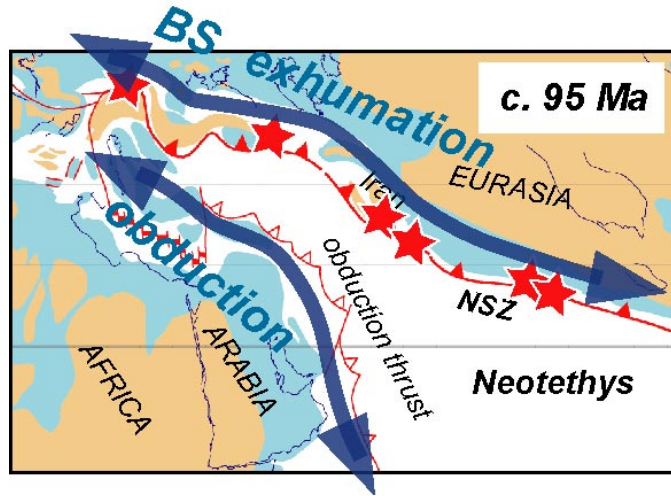 BS exhumation
c. 95 Ma
EURASIA
Iran
obduction
obduction thrust
NSZ
ARABIA
AFRICA
Neotethys